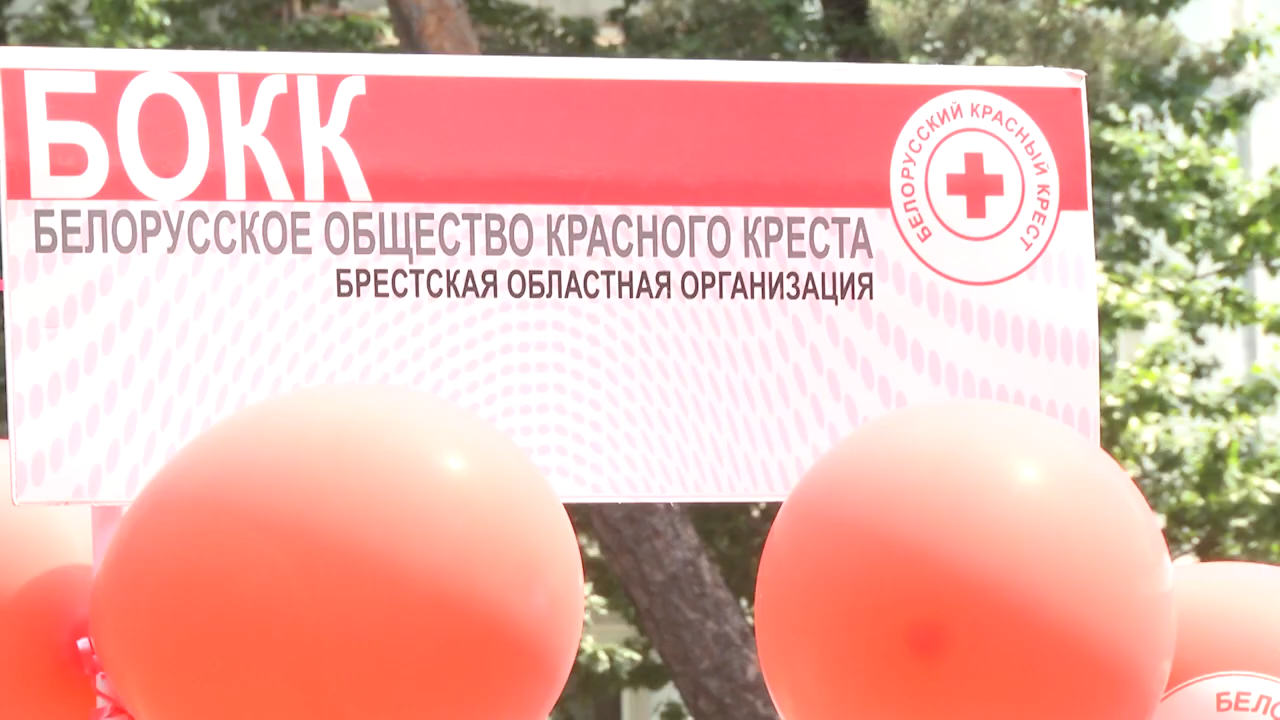 БОКК
БЕЛОРУССКОЕ ОБЩЕСТВО КРАСНОГО КРЕСТА
БРЕСТСКАЯ ОБЛАСТНАЯ ОРГАНИЗАЦИЯ
БЕЛОРУССКИЙ КРАСНЫЙ КРЕСТ